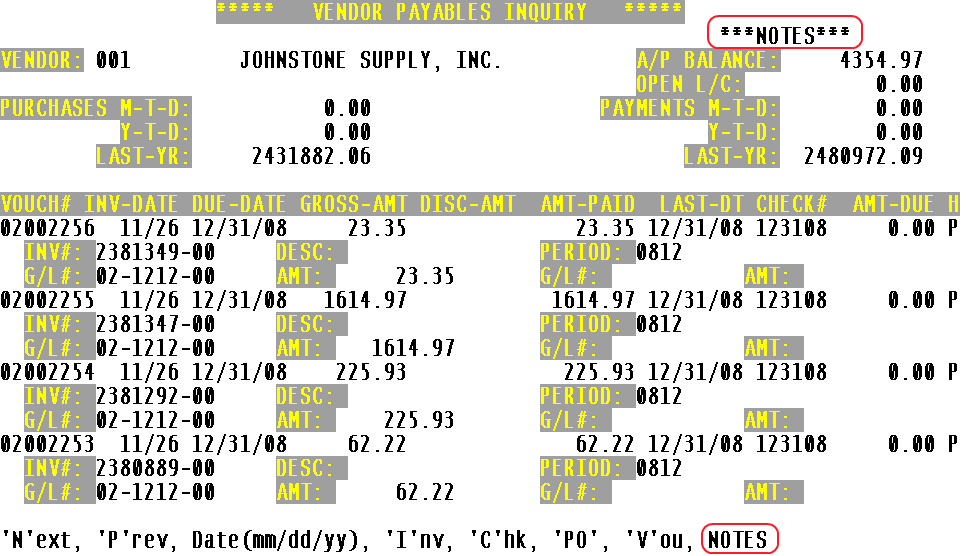 ***** VENDOR PAYABLES INQUIRY *****
***NOTES***
VENDOR: 001 JOHNSTONE SUPPLY, INC. A/P BALANCE: 4354.97
OPEN L/C: 0.00
PURCHASES M-T-D: 0.00 PAYMENTS M-T-D: 0.00
Y-T-D: 0.00 Y-T-D: 0.00
LAST-YR: 2431882.06 LAST-YR: 2480972.09
VOUCH# INV-DATE DUE-DATE GROSS-AMT DISC-AMT AMT-PAID LAST-DT CHECK# AMT-DUE H
02002256 11/26 12/31/08 23.35 23.35 12/31/08 123108 0.00 P
INV#: 2381349-00 DESC: PERIOD: 0812
G/L#: 02-1212-00 AMT: 23.35 G/L#: AMT:
02002255 11/26 12/31/08 1614.97 1614.97 12/31/08 123108 0.00 P
INV#: 2381347-00 DESC: PERIOD: 0812
G/L#: 02-1212-00 AMT: 1614.97 G/L#: AMT:
02002254 11/26 12/31/08 225.93 225.93 12/31/08 123108 0.00 P
INV#: 2381292-00 DESC: PERIOD: 0812
G/L#: 02-1212-00 AMT: 225.93 G/L#: AMT:
02002253 11/26 12/31/08 62.22 62.22 12/31/08 123108 0.00 P
INV#: 2380889-00 DESC: PERIOD: 0812
G/L#: 02-1212-00 AMT: 62.22 G/L#: AMT:
'N'ext, 'P'rev, Date(mm/dd/yy), 'I'nv, 'C'hk, 'PO', 'V'ou, NOTES